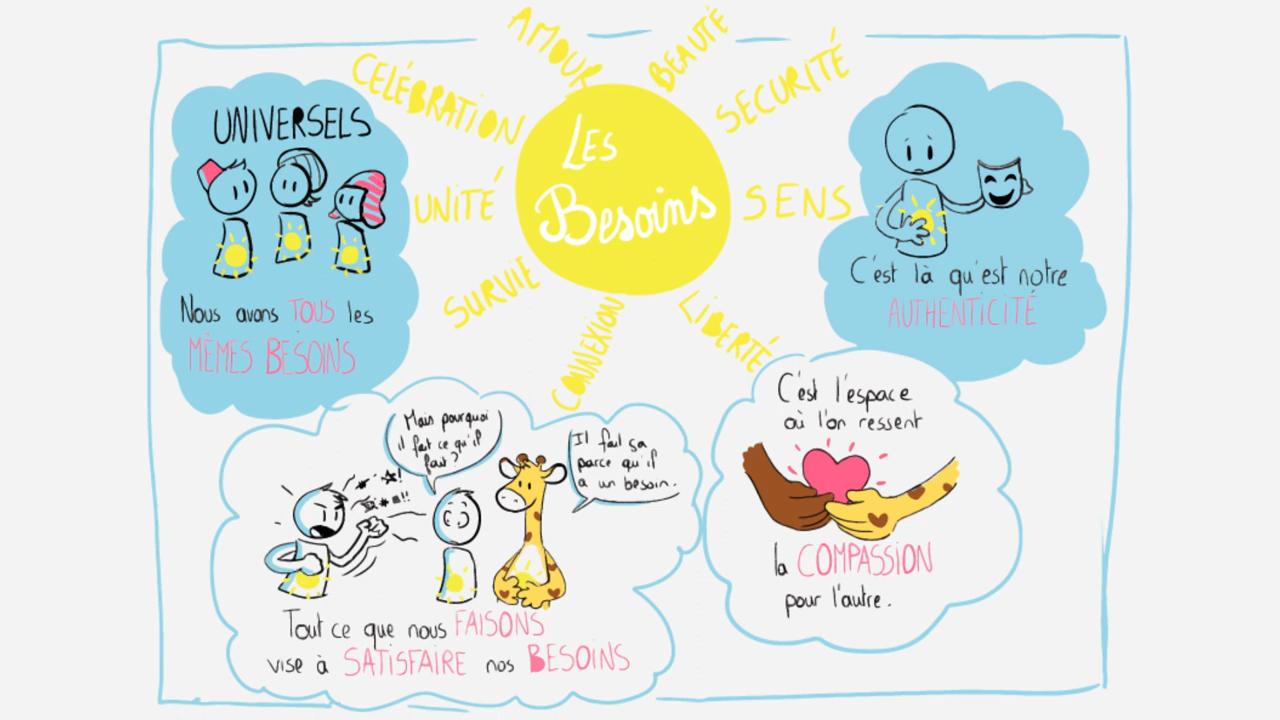 LES
Besoins
AMOUR
BEAUTÉ
SECURITÉ
SENS
LIBERTÉ
CONNEXION
SURVIE
UNITÉ
CELÉBRATION
UNIVERSELS
Nous avons TOUS les
MÊMES BESOINS
C'est là qu'est notre
AUTHENTICITÉ
Mais pourquoi
il fait ce qu'il
fait?
Il fait ça
parce qu'il
a un besoin.
Tout ce que nous FAISONS
vise à SATISFAIRE nos BESOINS
C'est l'espace
où l'on ressent
la COMPASSION
pour l'autre.